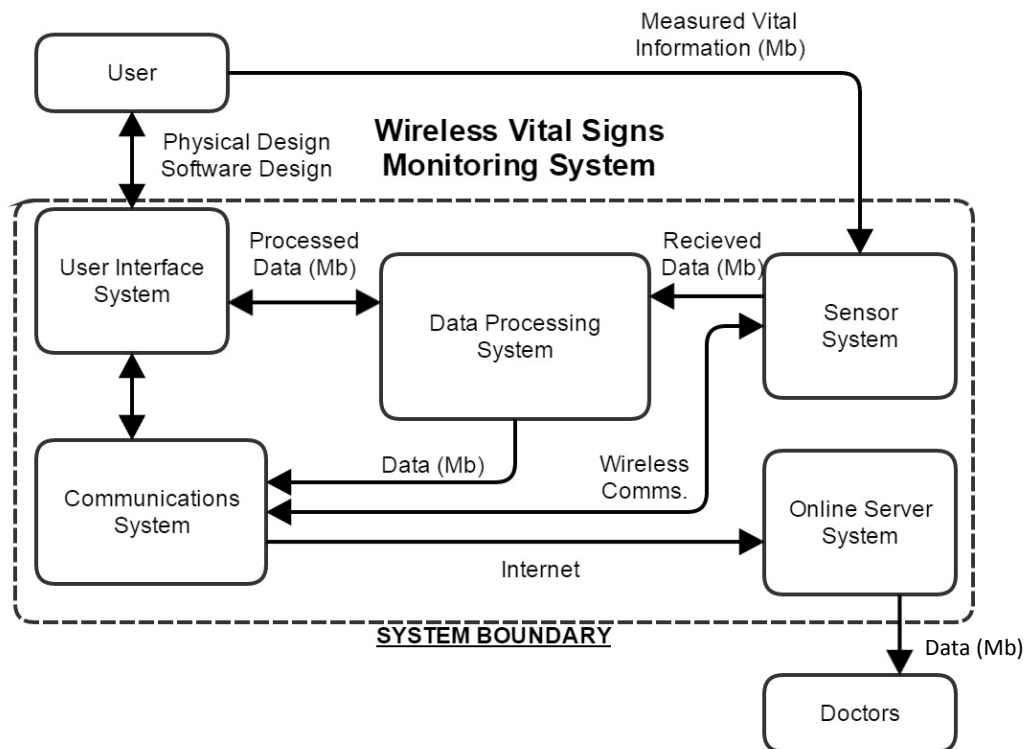 Measured Vital
Information (Mb)
User
Wireless Vital Signs
Monitoring System
Physical Design
Software Design
User Interface
System
Processed
Data (Mb)
Data Processing
System
Recieved
Data (Mb)
Sensor
System
Communications
System
Data (Mb)
Wireless
Comms.
Online Server
System
Internet
SYSTEM BOUNDARY
Data (Mb)
Doctors